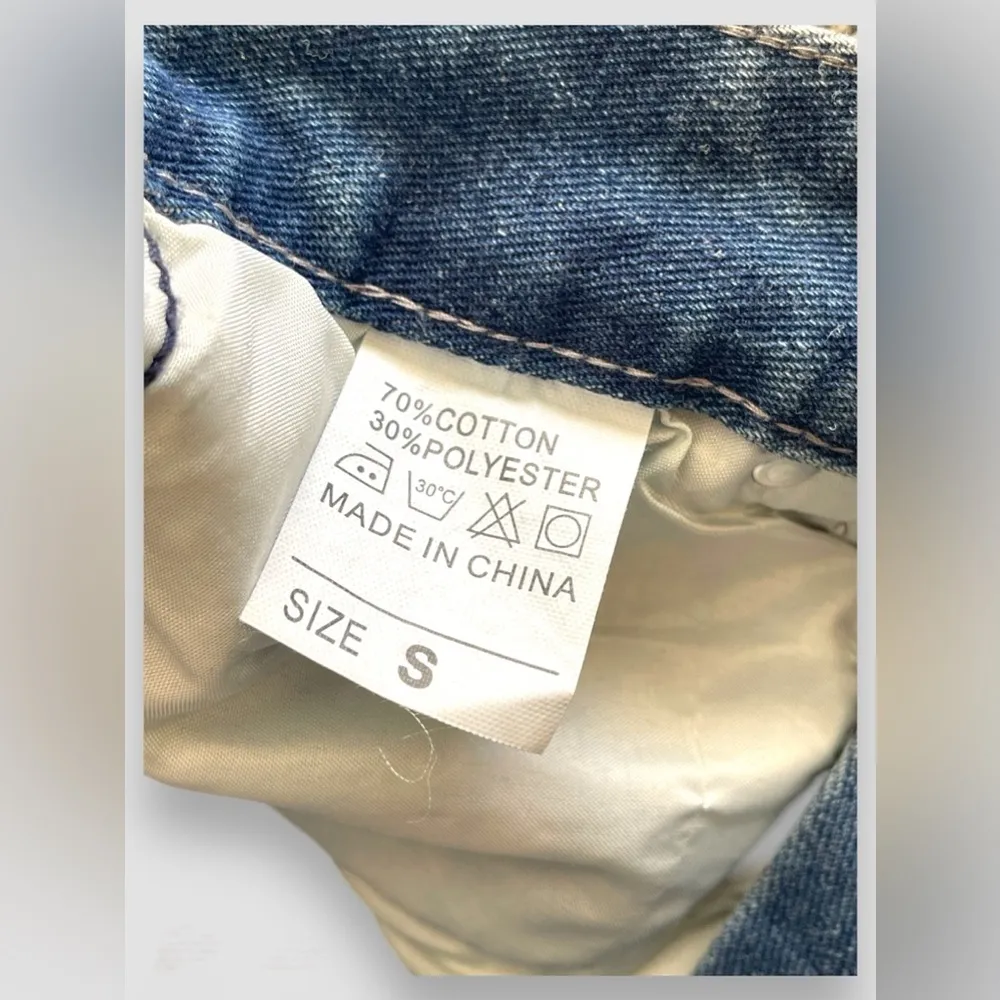 70%COTTON
30%POLYESTER
30°C
MADE IN CHINA
SIZE S